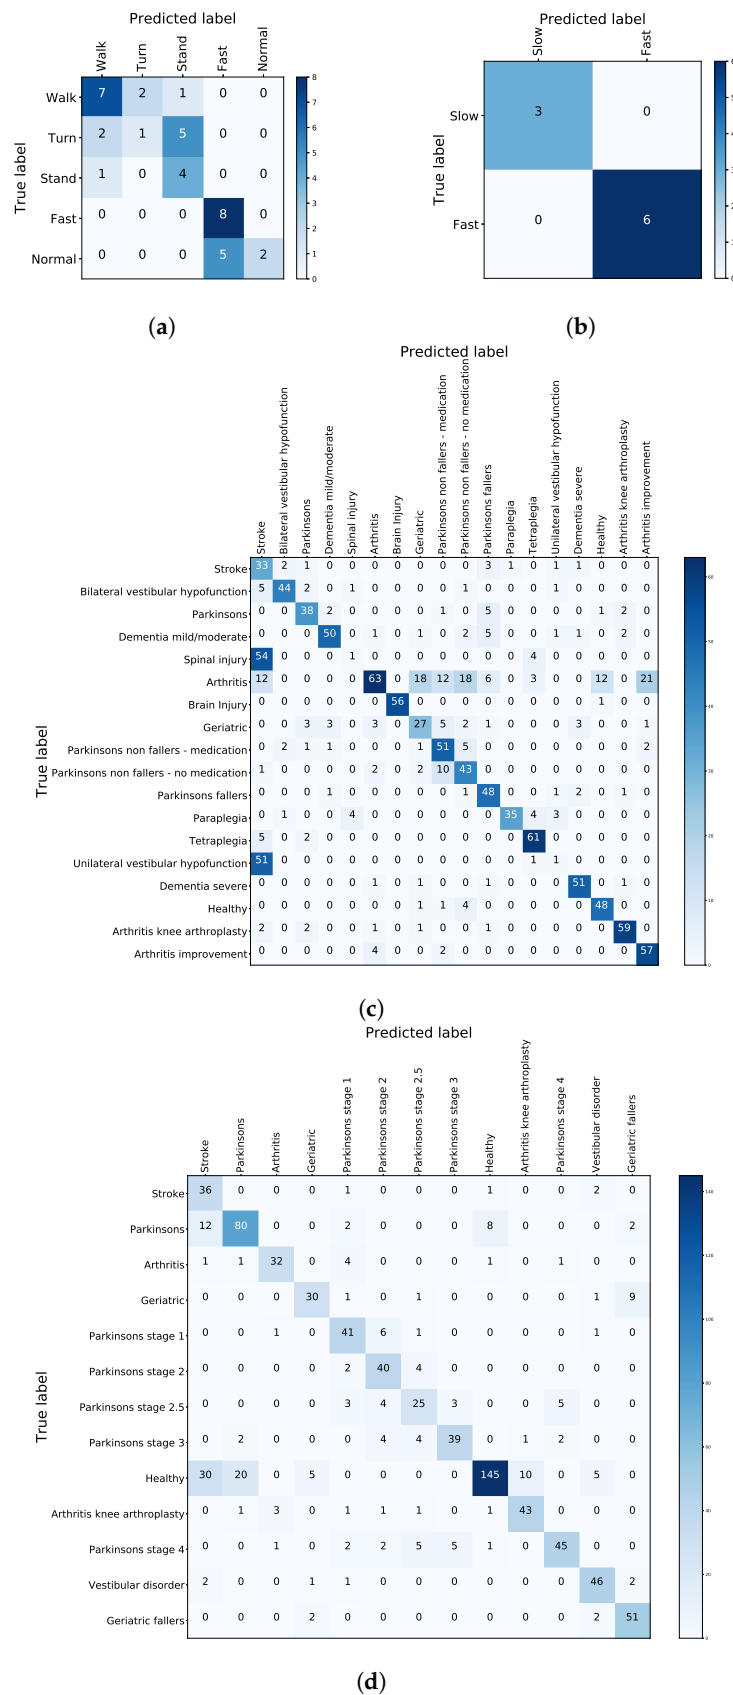 Predicted label
Walk Turn Stand Fast Normal
True label
Walk 7 2 1 0 0
Turn 2 1 5 0 0
Stand 1 0 4 0 0
Fast 0 0 0 8 0
Normal 0 0 0 5 2
8
7
6
5
4
3
2
1
0
(a)
Predicted label
Slow Fast
True label
Slow 3 0
Fast 0 6
(b)
Predicted label
Stroke
Bilateral vestibular hypofunction
Parkinsons
Dementia mild/moderate
Spinal Injury
Arthritis
Brain Injury
Geriatric
Parkinsons non fallers - medication
Parkinsons non fallers - no medication
Parkinsons fallers
Paraplegia
Tetraplegia
Unilateral vestibular hypofunction
Dementia severe
Healthy
Arthritis knee arthroplasty
Arthritis improvement
True label
Stroke 33 2 1 0 0 0 0 0 0 0 3 1 0 1 1 0 0 0
Bilateral vestibular hypofunction 5 44 2 0 1 0 0 0 0 1 0 0 0 1 0 0 0 0
Parkinsons 0 0 38 2 0 0 0 0 1 0 5 0 0 0 0 1 2 0
Dementia mild/moderate 0 0 0 50 0 1 0 1 0 2 5 0 0 1 1 0 2 0
Spinal injury 54 0 0 0 1 0 0 0 0 0 0 0 4 0 0 0 0 0
Arthritis 12 0 0 0 0 63 0 18 12 18 6 0 3 0 0 12 0 21
Brain Injury 0 0 0 0 0 0 56 0 0 0 0 0 0 0 0 1 0 0
Geriatric 0 0 3 3 0 3 0 27 5 2 1 0 0 0 3 0 0 1
Parkinsons non fallers - medication 0 2 1 1 0 0 0 1 51 5 0 0 0 0 0 0 0 2
Parkinsons non fallers - no medication 1 0 0 0 0 2 0 2 10 43 0 0 0 0 0 0 0 0
Parkinsons fallers 0 0 0 1 0 0 0 0 0 1 48 0 0 1 2 0 1 0
Paraplegia 0 1 0 0 4 0 0 0 0 0 0 35 4 3 0 0 0 0
Tetraplegia 5 0 2 0 0 0 0 0 0 0 0 0 61 0 0 0 0 0
Unilateral vestibular hypofunction 51 0 0 0 0 0 0 0 0 0 0 0 1 1 0 0 0 0
Dementia severe 0 0 0 0 0 1 0 1 0 0 1 0 0 0 51 0 1 0
Healthy 0 0 0 0 0 0 0 1 1 4 0 0 0 0 0 48 0 0
Arthritis knee arthroplasty 2 0 2 0 0 1 0 1 0 0 1 0 0 0 0 0 59 0
Arthritis improvement 0 0 0 0 0 4 0 0 2 0 0 0 0 0 0 0 0 57
60
50
40
30
20
10
0
(c)
Predicted label
Stroke
Parkinsons
Arthritis
Geriatric
Parkinsons stage 1
Parkinsons stage 2
Parkinsons stage 2.5
Parkinsons stage 3
Healthy
Arthritis knee arthroplasty
Parkinsons stage 4
Vestibular disorder
Geriatric fallers
True label
Stroke 36 0 0 0 1 0 0 0 1 0 0 2 0
Parkinsons 12 80 0 0 2 0 0 0 8 0 0 0 2
Arthritis 1 1 32 0 4 0 0 0 1 0 1 0 0
Geriatric 0 0 0 30 1 0 1 0 0 0 0 1 9
Parkinsons stage 1 0 0 1 0 41 6 1 0 0 0 0 1 0
Parkinsons stage 2 0 0 0 0 2 40 4 0 0 0 0 0 0
Parkinsons stage 2.5 0 0 0 0 3 4 25 3 0 0 5 0 0
Parkinsons stage 3 0 2 0 0 0 4 4 39 0 1 2 0 0
Healthy 30 20 0 5 0 0 0 0 145 10 0 5 0
Arthritis knee arthroplasty 0 1 3 0 1 1 1 0 1 43 0 0 0
Parkinsons stage 4 0 0 1 0 2 2 5 5 1 0 45 0 0
Vestibular disorder 2 0 0 1 1 0 0 0 0 0 0 46 2
Geriatric fallers 0 0 0 2 0 0 0 0 0 0 0 2 51
140
120
100
80
60
40
20
0
(d)